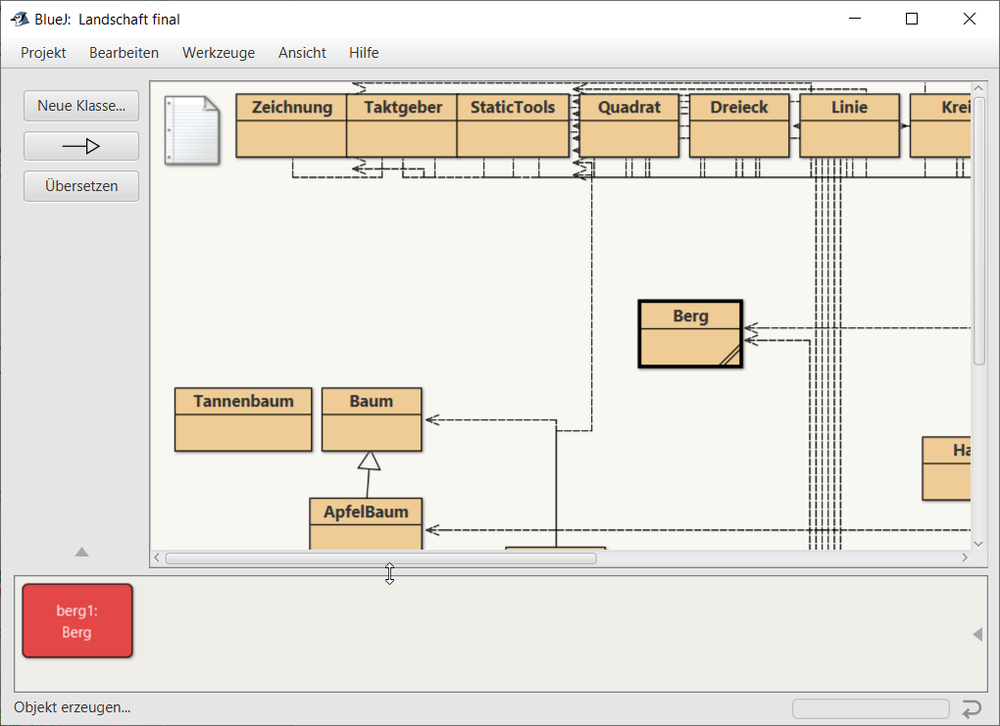 BlueJ: Landschaft final
Projekt Bearbeiten Werkzeuge Ansicht Hilfe
Neue Klasse...
Übersetzen
Zeichnung Taktgeber StaticTools Quadrat Dreieck Linie Krei
Berg
Tannenbaum Baum
Ha
ApfelBaum
berg1:
Berg
Objekt erzeugen...